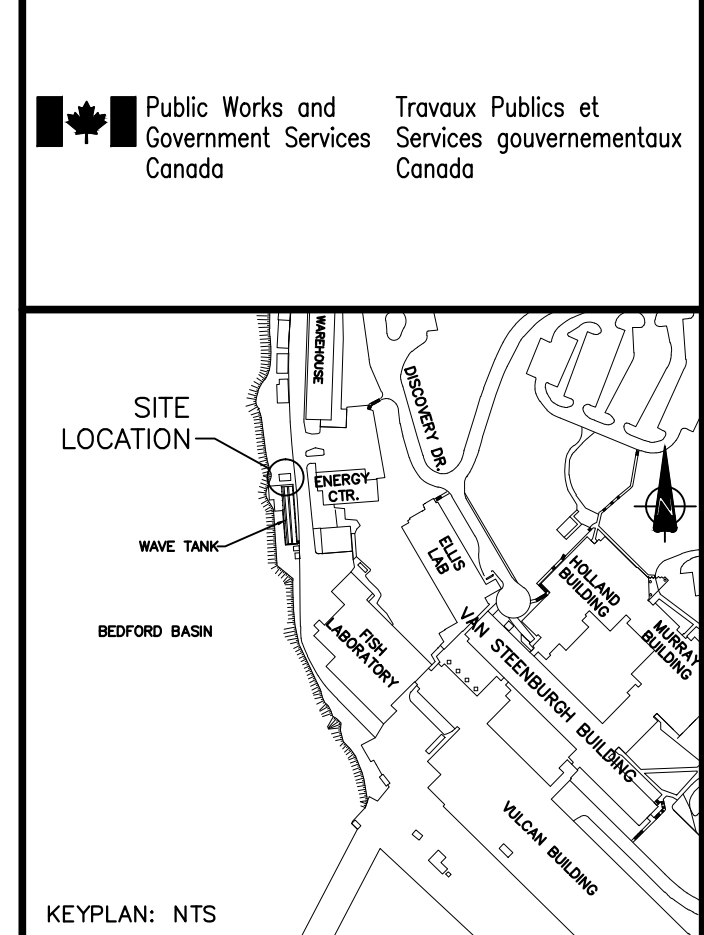 Public Works and
Government Services
Canada
Travaux Publics et
Services gouvernementaux
Canada
WAREHOUSE
DISCOVERY DR.
SITE
LOCATION
ENERGY
CTR.
N
WAVE TANK
ELLIS
LAB
HOLLAND
BUILDING
BEDFORD BASIN
FISH
LABORATORY
VAN STEENBURGH BUILDING
MURRAY
BUILDING
VULCAN BUILDING
KEYPLAN: NTS